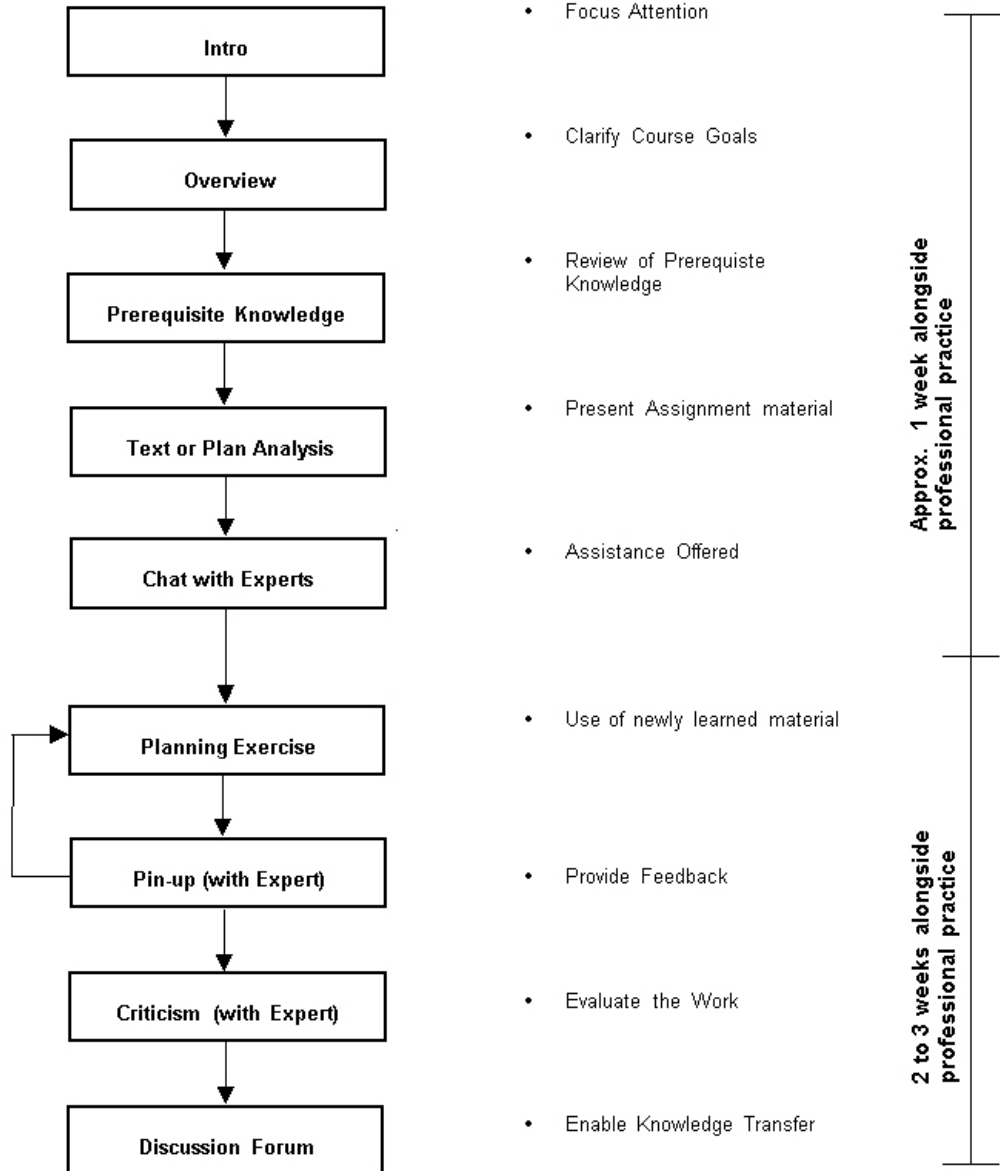 Intro
• Focus Attention
Overview
• Clarify Course Goals
Prerequisite Knowledge
• Review of Prerequiste
Knowledge
Text or Plan Analysis
• Present Assignment material
Chat with Experts
• Assistance Offered
Approx. 1 week alongside
professional practice
Planning Exercise
• Use of newly learned material
Pin-up (with Expert)
• Provide Feedback
Criticism (with Expert)
• Evaluate the Work
Discussion Forum
• Enable Knowledge Transfer
2 to 3 weeks alongside
professional practice